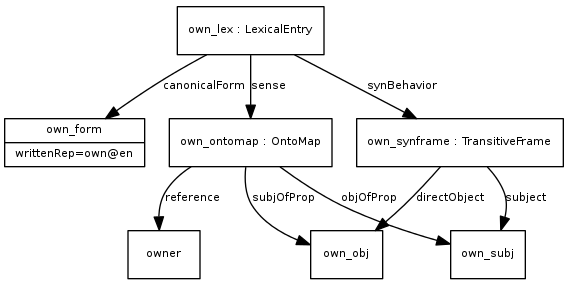 own_lex : LexicalEntry
canonicalForm
sense
synBehavior
own_form
writtenRep=own@en
own_ontomap : OntoMap
own_synframe : TransitiveFrame
reference
subjOfProp
objOfProp
directObject
subject
owner
own_obj
own_subj